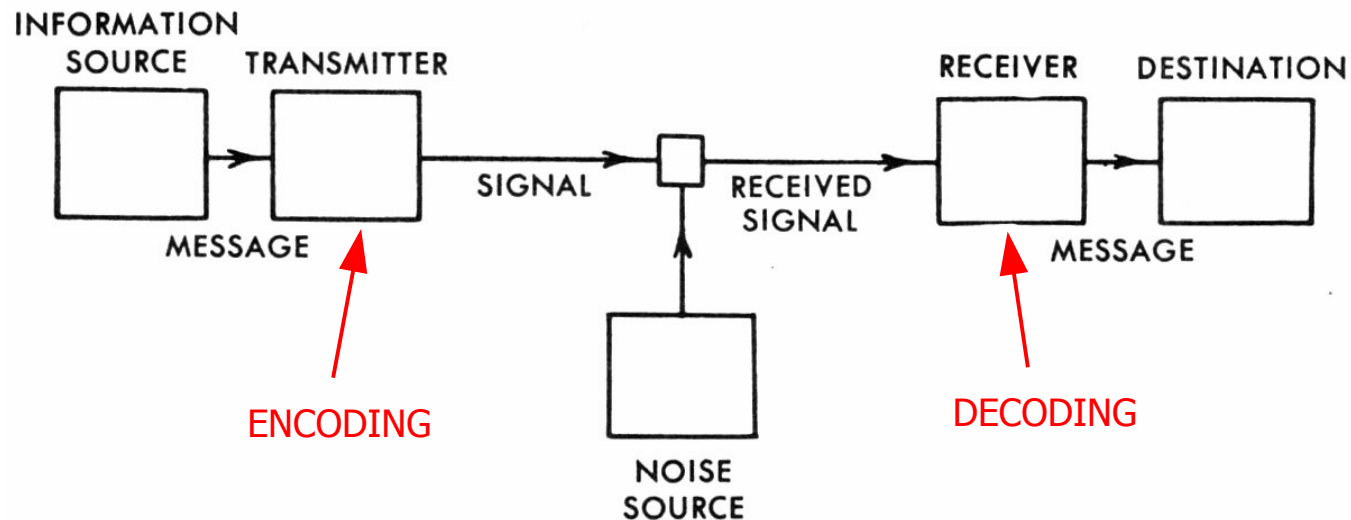 INFORMATION
SOURCE
TRANSMITTER
RECEIVER
DESTINATION
SIGNAL
RECEIVED
SIGNAL
MESSAGE
MESSAGE
ENCODING
DECODING
NOISE
SOURCE